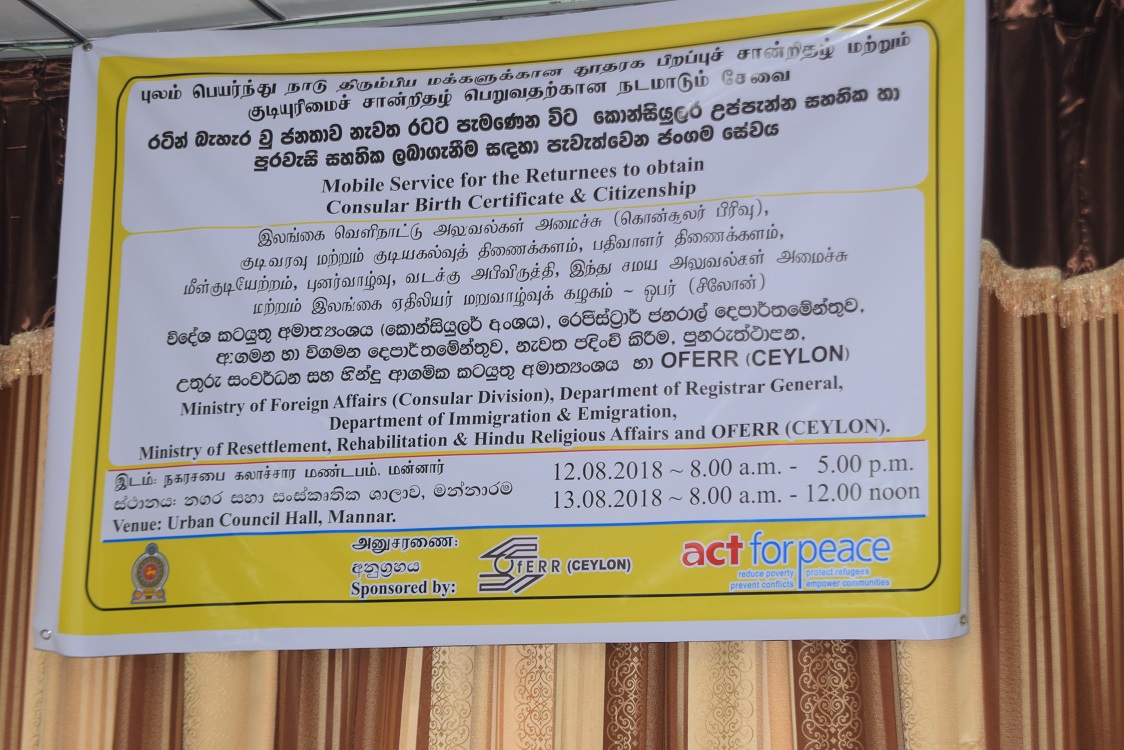 புலம் பெயர்ந்து நாடு திரும்பிய மக்களுக்கான தூதரக பிறப்புச் சான்றிதழ் மற்றும்
குடியுரிமைச் சான்றிதழ் பெறுவதற்கான நடமாடும் சேவை
රටින් බැහැර වූ ජනතාව නැවත රටට පැමිණෙන විට කොන්සියුලර් උප්පැන්න සහතික හා
පුරවැසි සහතික ලබාගැනීම සඳහා පැවැත්වෙන ජංගම සේවය
Mobile Service for the Returnees to obtain
Consular Birth Certificate & Citizenship
இலங்கை வெளிநாட்டு அலுவல்கள் அமைச்சு (கொன்சூலர் பிரிவு),
குடிவரவு மற்றும் குடியகல்வுத் திணைக்களம், பதிவாளர் திணைக்களம்,
மீள்குடியேற்றம், புனர்வாழ்வு, வடக்கு அபிவிருத்தி, இந்து சமய அலுவல்கள் அமைச்சு
மற்றும் இலங்கை ஏதிலியர் மறுவாழ்வுக் கழகம் ~ ஒபர் (சிலோன்)
විදේශ කටයුතු අමාත්‍යංශය (කොන්සියුලර් අංශය), රෙජිස්ට්‍රාර් ජනරාල් දෙපාර්තමේන්තුව,
ආගමන හා විගමන දෙපාර්තමේන්තුව, නැවත පදිංචි කිරීම, පුනරුත්ථාපන,
උතුරු සංවර්ධන සහ හින්දු ආගමික කටයුතු අමාත්‍යංශය හා OFERR (CEYLON)
Ministry of Foreign Affairs (Consular Division), Department of Registrar General,
Department of Immigration & Emigration,
Ministry of Resettlement, Rehabilitation & Hindu Religious Affairs and OFERR (CEYLON).
இடம்: நகரசபை கலாச்சார மண்டபம், மன்னார்
ස්ථානය: නගර සභා සංස්කෘතික ශාලාව, මන්නාරම
Venue: Urban Council Hall, Mannar.
12.08.2018 ~ 8.00 a.m. - 5.00 p.m.
13.08.2018 ~ 8.00 a.m. - 12.00 noon
அனுசரணை:
අනුග්‍රහය
Sponsored by:
OfERR (CEYLON)
act for peace
reduce poverty protect refugees
prevent conflicts empower communities